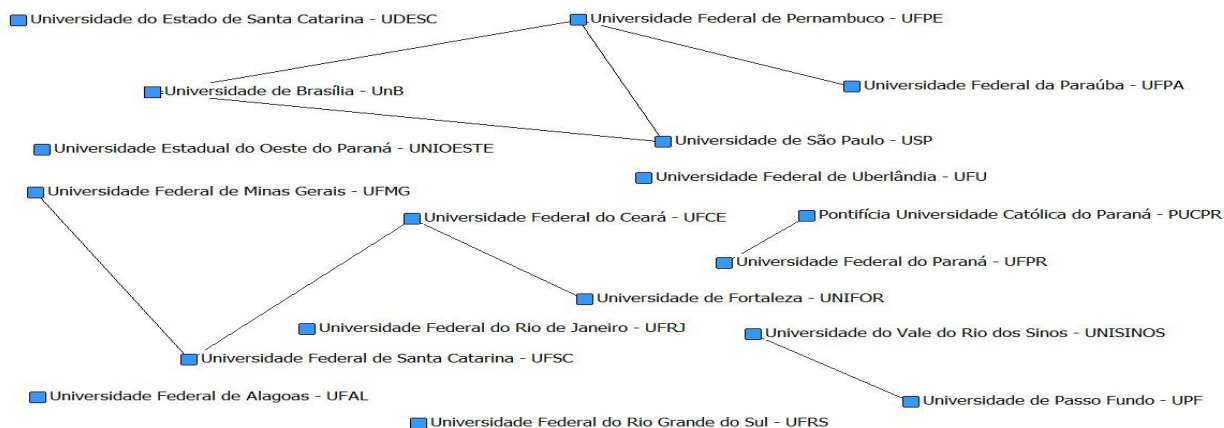 Universidade do Estado de Santa Catarina - UDESC
Universidade Federal de Pernambuco - UFPE
Universidade de Brasília - UnB
Universidade Federal da Paraúba - UFPA
Universidade Estadual do Oeste do Paraná - UNIOESTE
Universidade de São Paulo - USP
Universidade Federal de Uberlândia - UFU
Universidade Federal de Minas Gerais - UFMG
Universidade Federal do Ceará - UFCE
Pontifícia Universidade Católica do Paraná - PUCPR
Universidade Federal do Paraná - UFPR
Universidade de Fortaleza - UNIFOR
Universidade Federal do Rio de Janeiro - UFRJ
Universidade do Vale do Rio dos Sinos - UNISINOS
Universidade Federal de Santa Catarina - UFSC
Universidade Federal de Alagoas - UFAL
Universidade de Passo Fundo - UPF
Universidade Federal do Rio Grande do Sul - UFRS